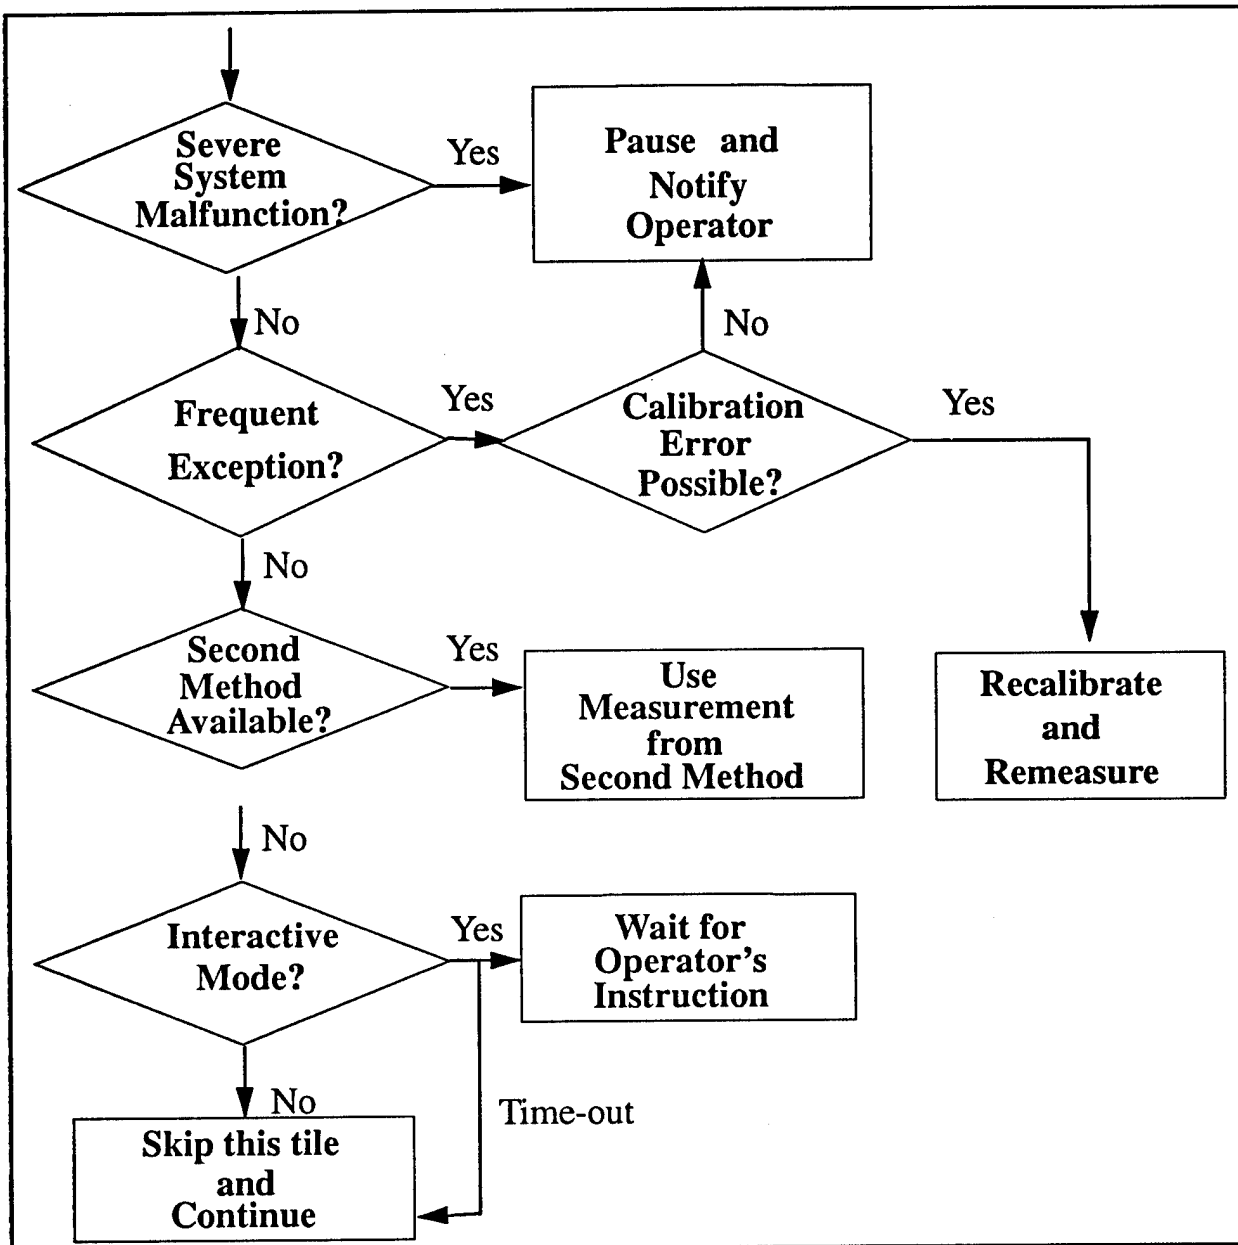 Severe
System
Malfunction?
Yes
Pause and
Notify
Operator
No
No
Frequent
Exception?
Yes
Calibration
Error
Possible?
Yes
No
Second
Method
Available?
Yes
Use
Measurement
from
Second Method
Recalibrate
and
Remeasure
No
Interactive
Mode?
Yes
Wait for
Operator's
Instruction
No
Time-out
Skip this tile
and
Continue